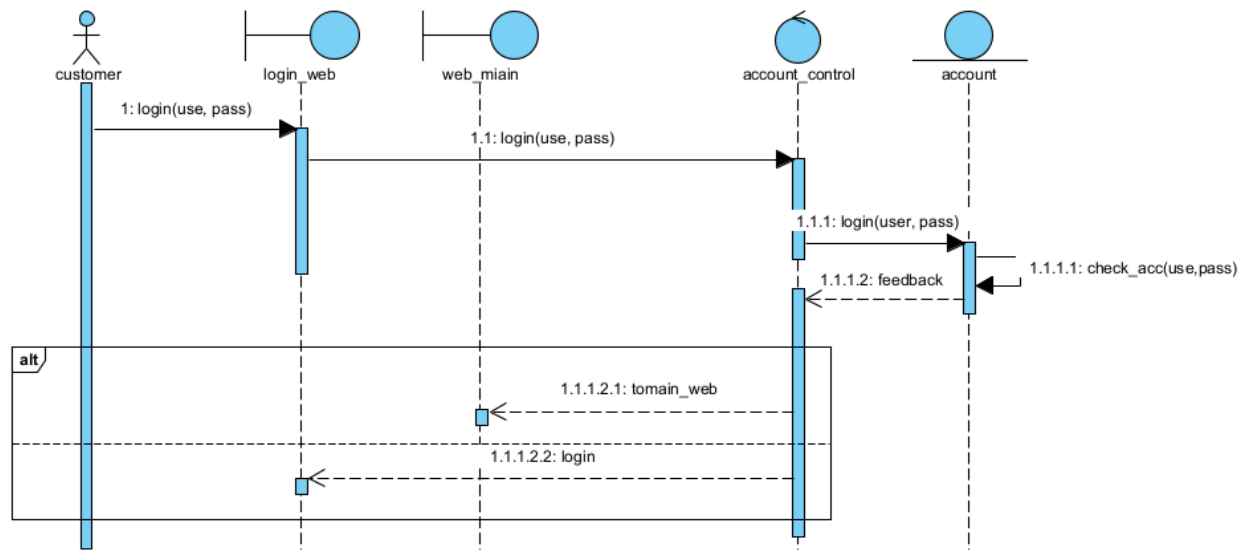 customer
login_web
web_miain
account_control
account
1: login(use, pass)
1.1: login(use, pass)
1.1.1: login(user, pass)
1.1.1.1: check_acc(use,pass)
1.1.1.2: feedback
alt
1.1.1.2.1: tomain_web
1.1.1.2.2: login